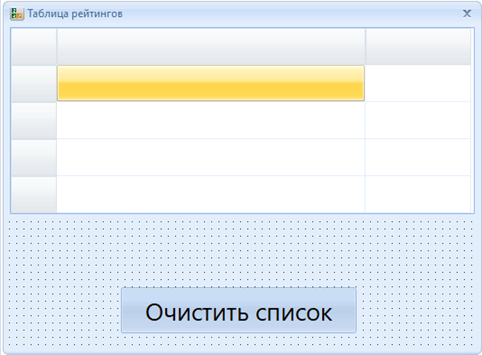 Таблица рейтингов
Очистить список